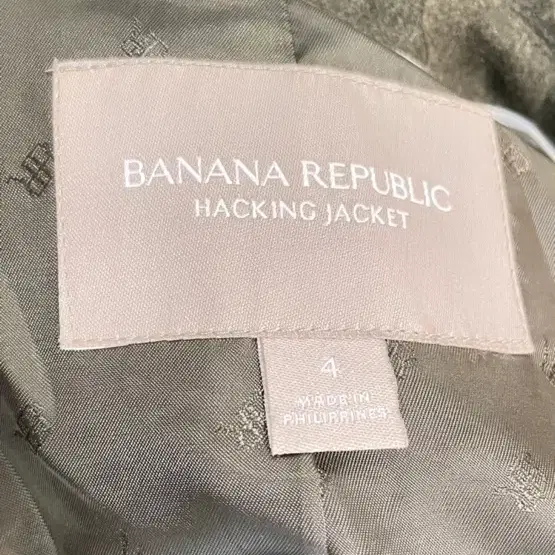 BANANA REPUBLIC
HACKING JACKET
4
MADE IN
PHILIPPINES